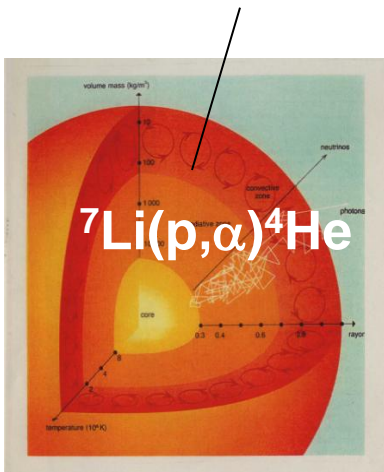 volume mass (kg/m³)
10
100
1 000
neutrinos
convective
zone
photons
⁷Li(p,α)⁴He
core
0.3 0.4 0.6 0.8
rayon
8
4
2
temperature (10⁶ K)